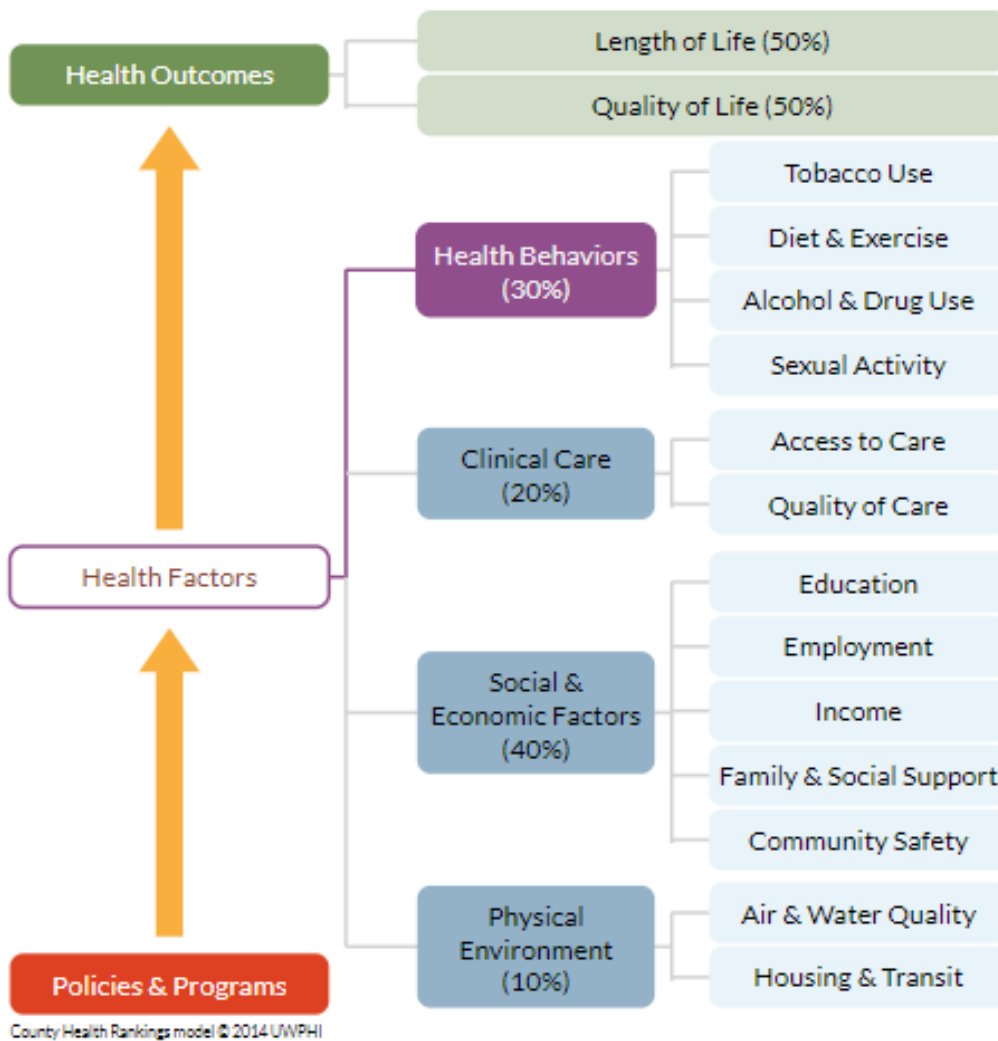 Health Outcomes
Length of Life (50%)
Quality of Life (50%)
Health Factors
Health Behaviors
(30%)
Tobacco Use
Diet & Exercise
Alcohol & Drug Use
Sexual Activity
Clinical Care
(20%)
Access to Care
Quality of Care
Social &
Economic Factors
(40%)
Education
Employment
Income
Family & Social Support
Community Safety
Physical
Environment
(10%)
Air & Water Quality
Housing & Transit
Policies & Programs
County Health Rankings model © 2014 UWPHI